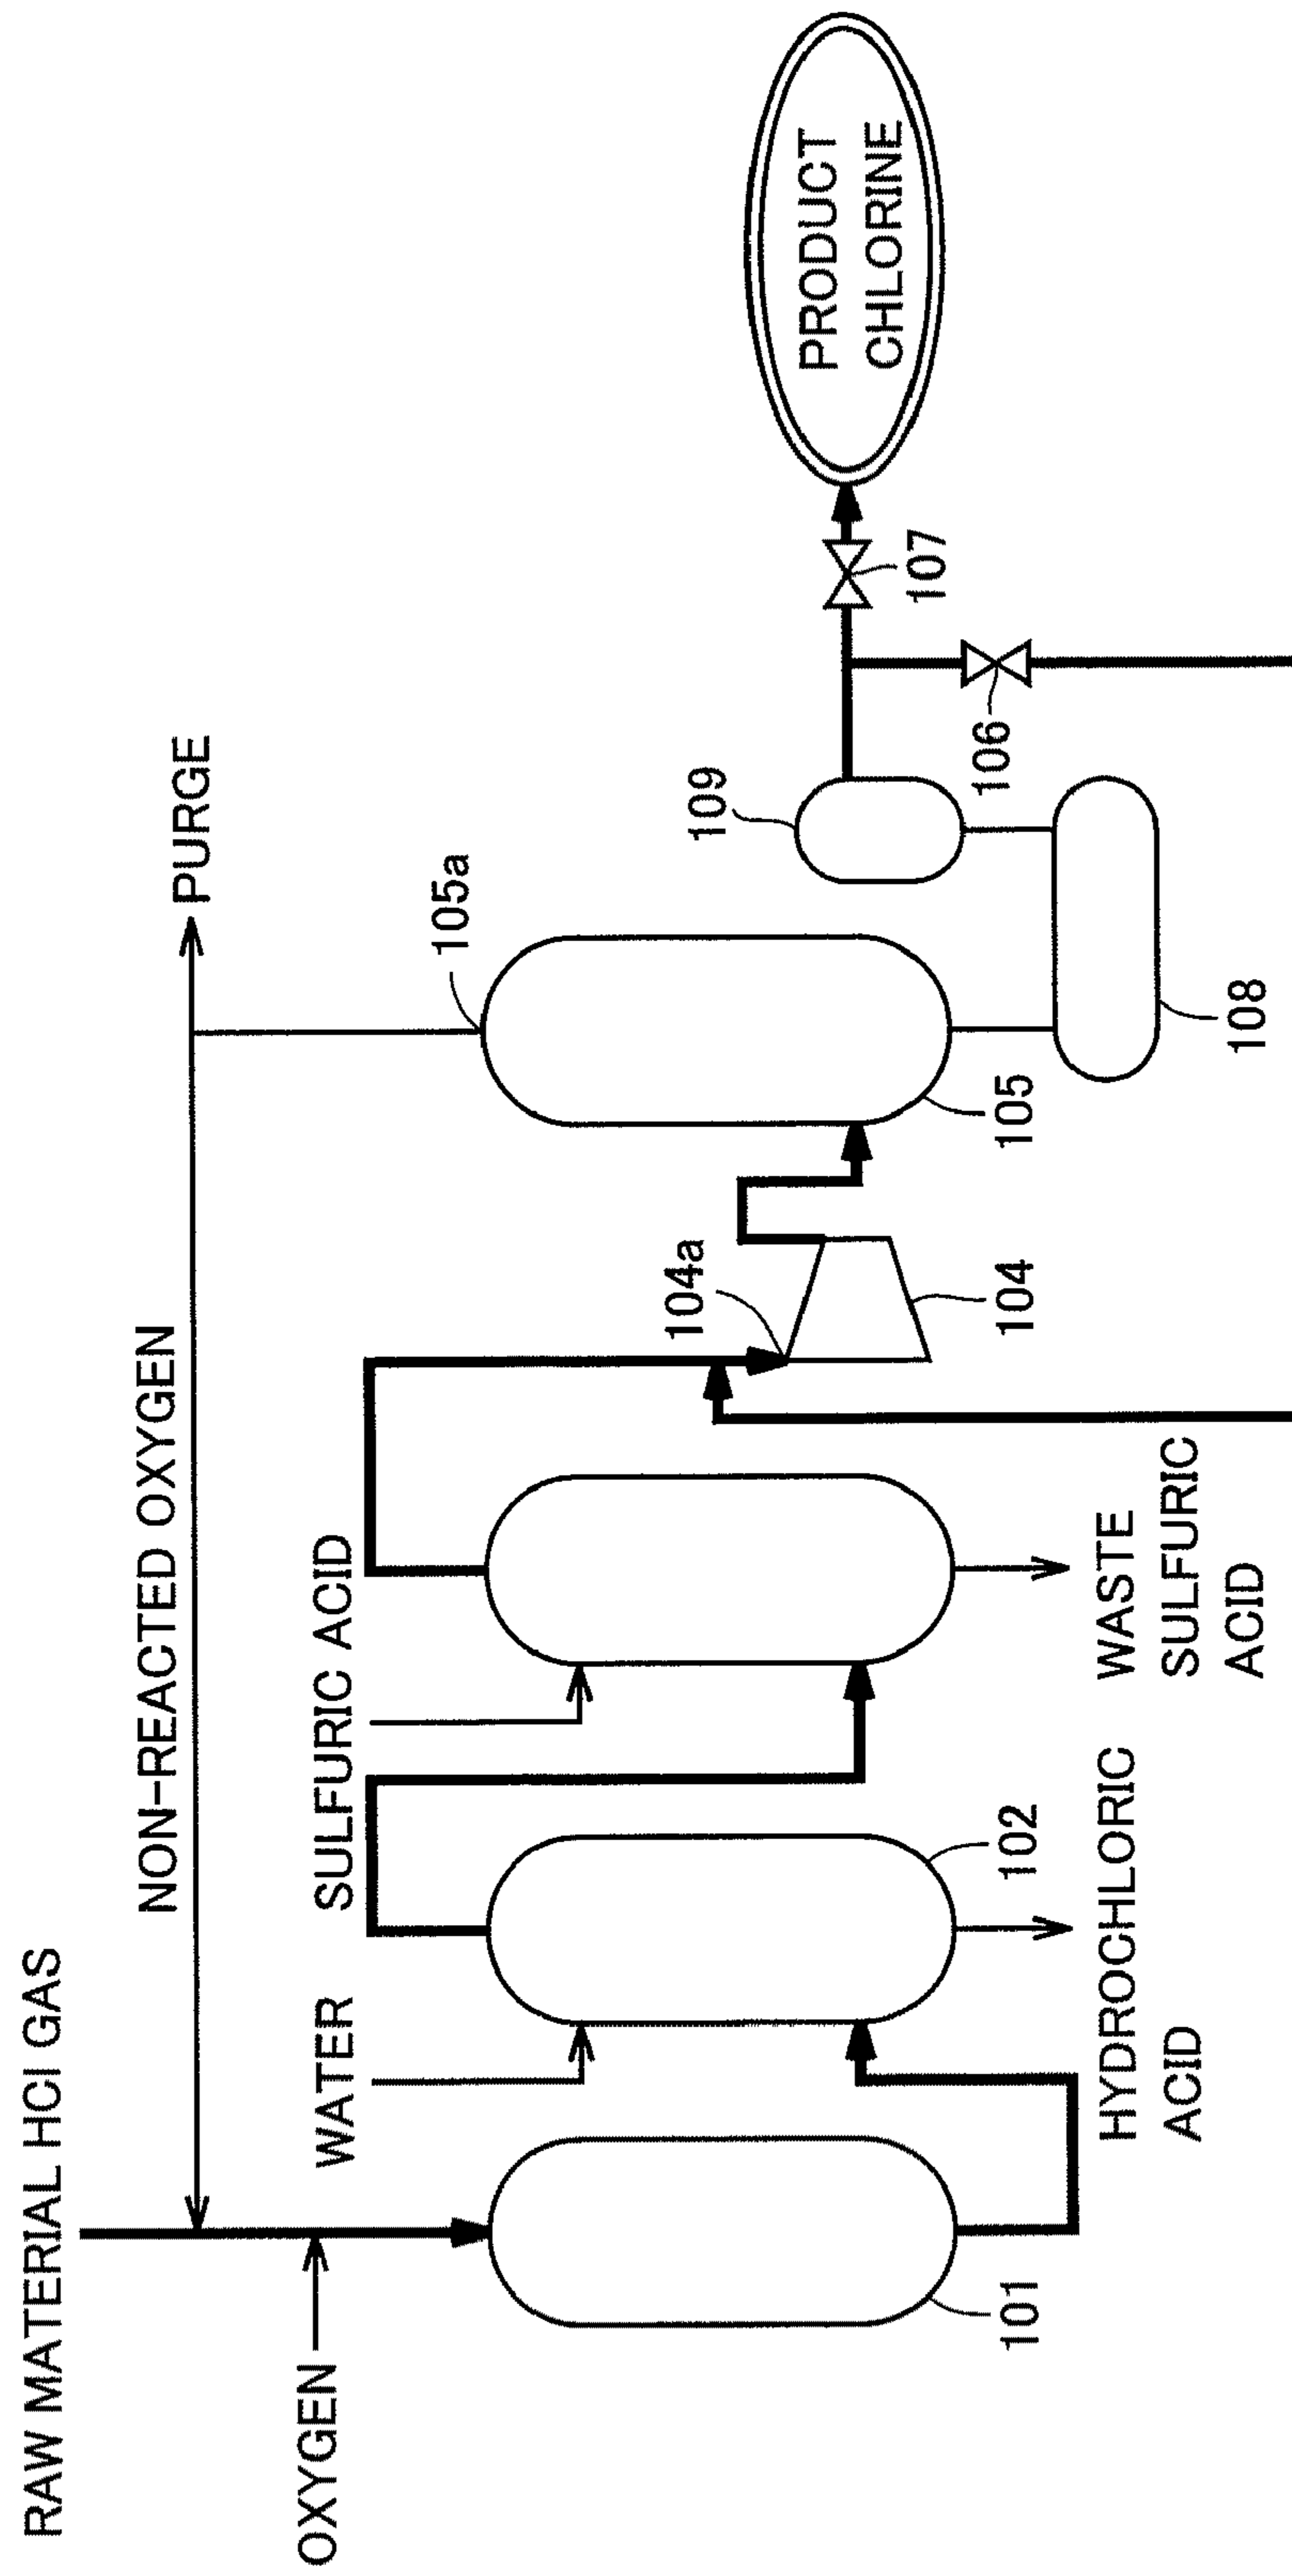 RAW MATERIAL HCl GAS
NON-REACTED OXYGEN
PURGE
OXYGEN
WATER
SULFURIC ACID
105a
104a
109
PRODUCT
CHLORINE
107
106
101
102
104
105
108
HYDROCHLORIC
ACID
WASTE
SULFURIC
ACID